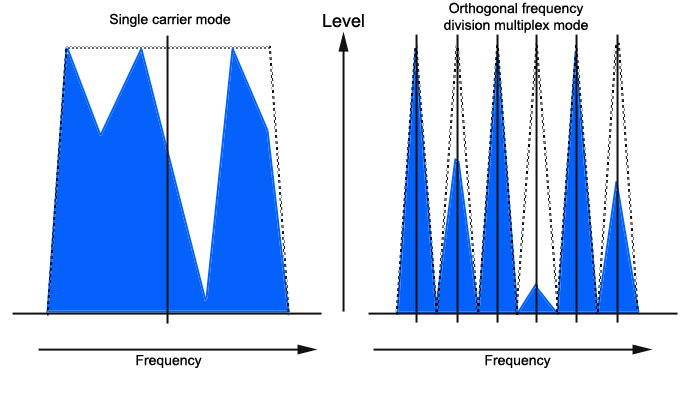 Single carrier mode
Level
Orthogonal frequency
division multiplex mode
Frequency
Frequency